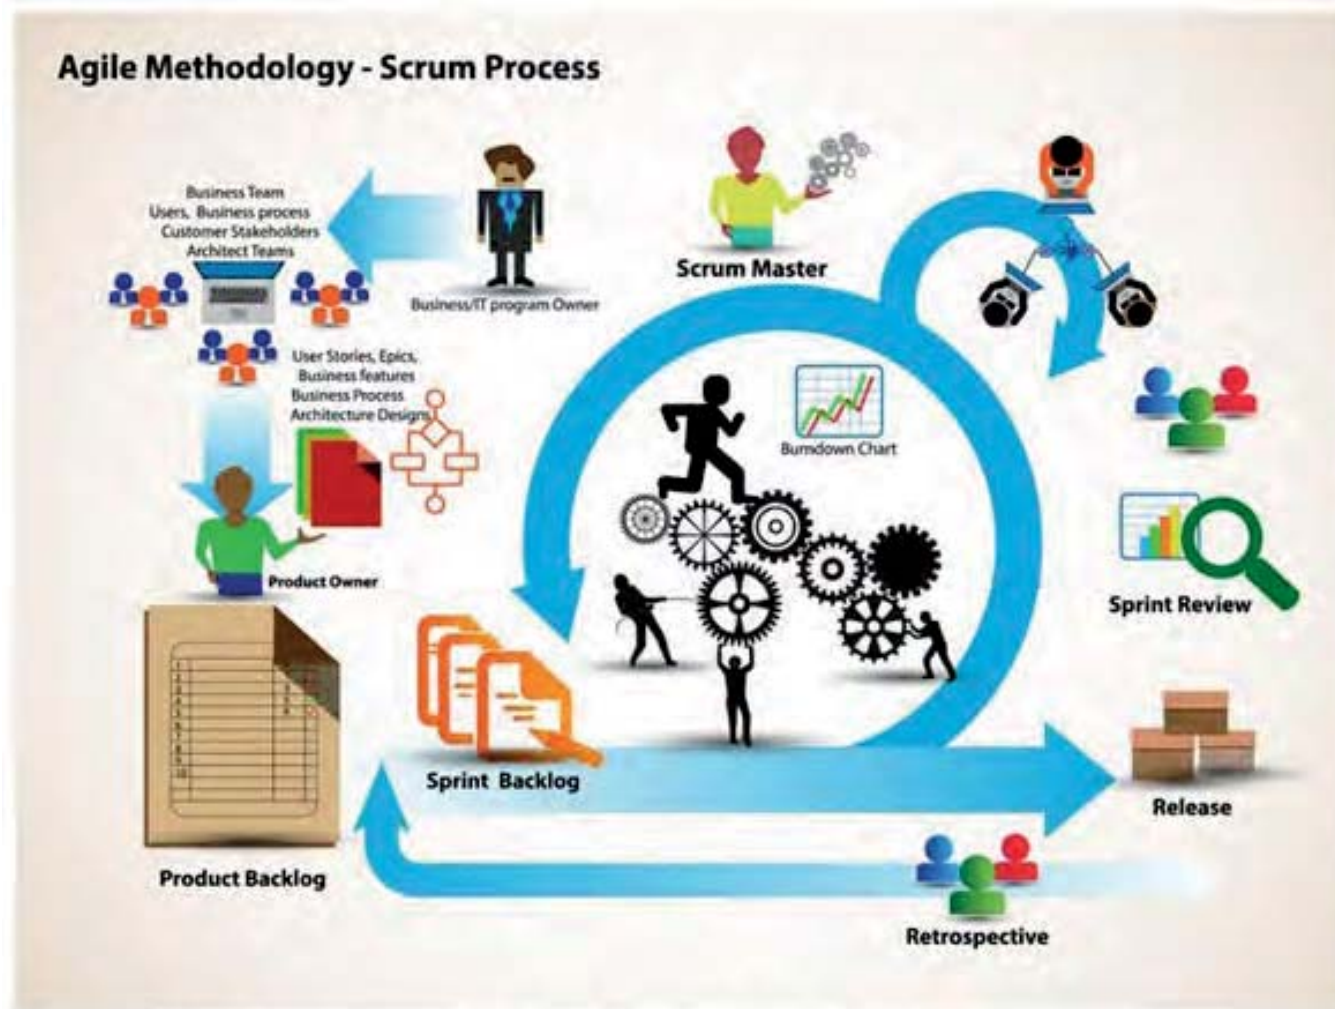 Agile Methodology - Scrum Process
Business Team
Users, Business process
Customer Stakeholders
Architect Teams
Business/IT program Owner
Scrum Master
User Stories, Epics,
Business features
Business Process
Architecture Designs
Burndown Chart
Product Owner
Sprint Review
Sprint Backlog
Release
Product Backlog
Retrospective